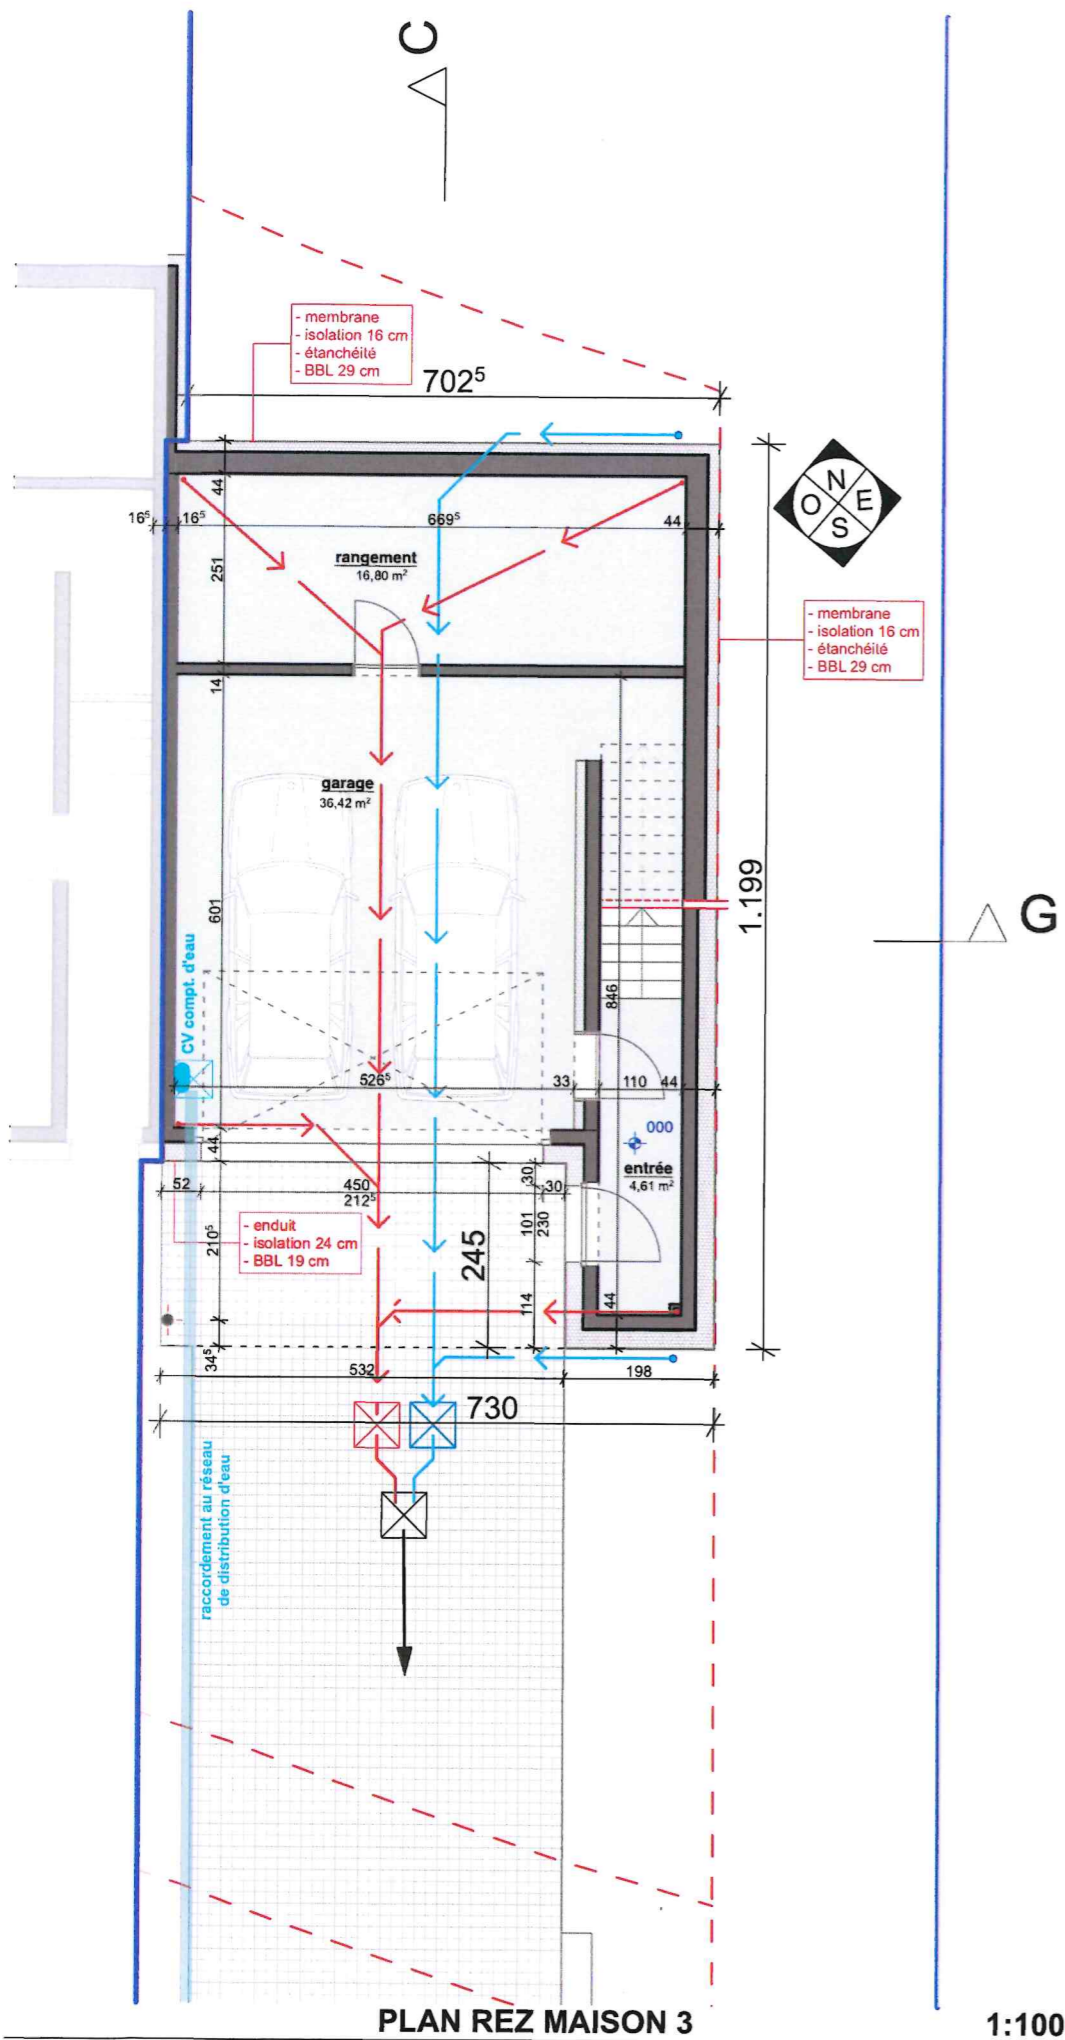 C
- membrane
- isolation 16 cm
- étanchéité
- BBL 29 cm
702⁵
44
16⁵
16⁵
669⁵
44
N
O
E
S
251
rangement
16,80 m²
- membrane
- isolation 16 cm
- étanchéité
- BBL 29 cm
14
garage
36,42 m²
601
1.199
G
CV compt. d'eau
846
526⁵
33
110
44
000
44
entrée
4,61 m²
52
450
212⁵
30
30
210⁵
- enduit
- isolation 24 cm
- BBL 19 cm
245
101
230
114
44
34⁵
532
198
730
raccordement au réseau
de distribution d'eau
PLAN REZ MAISON 3
1:100